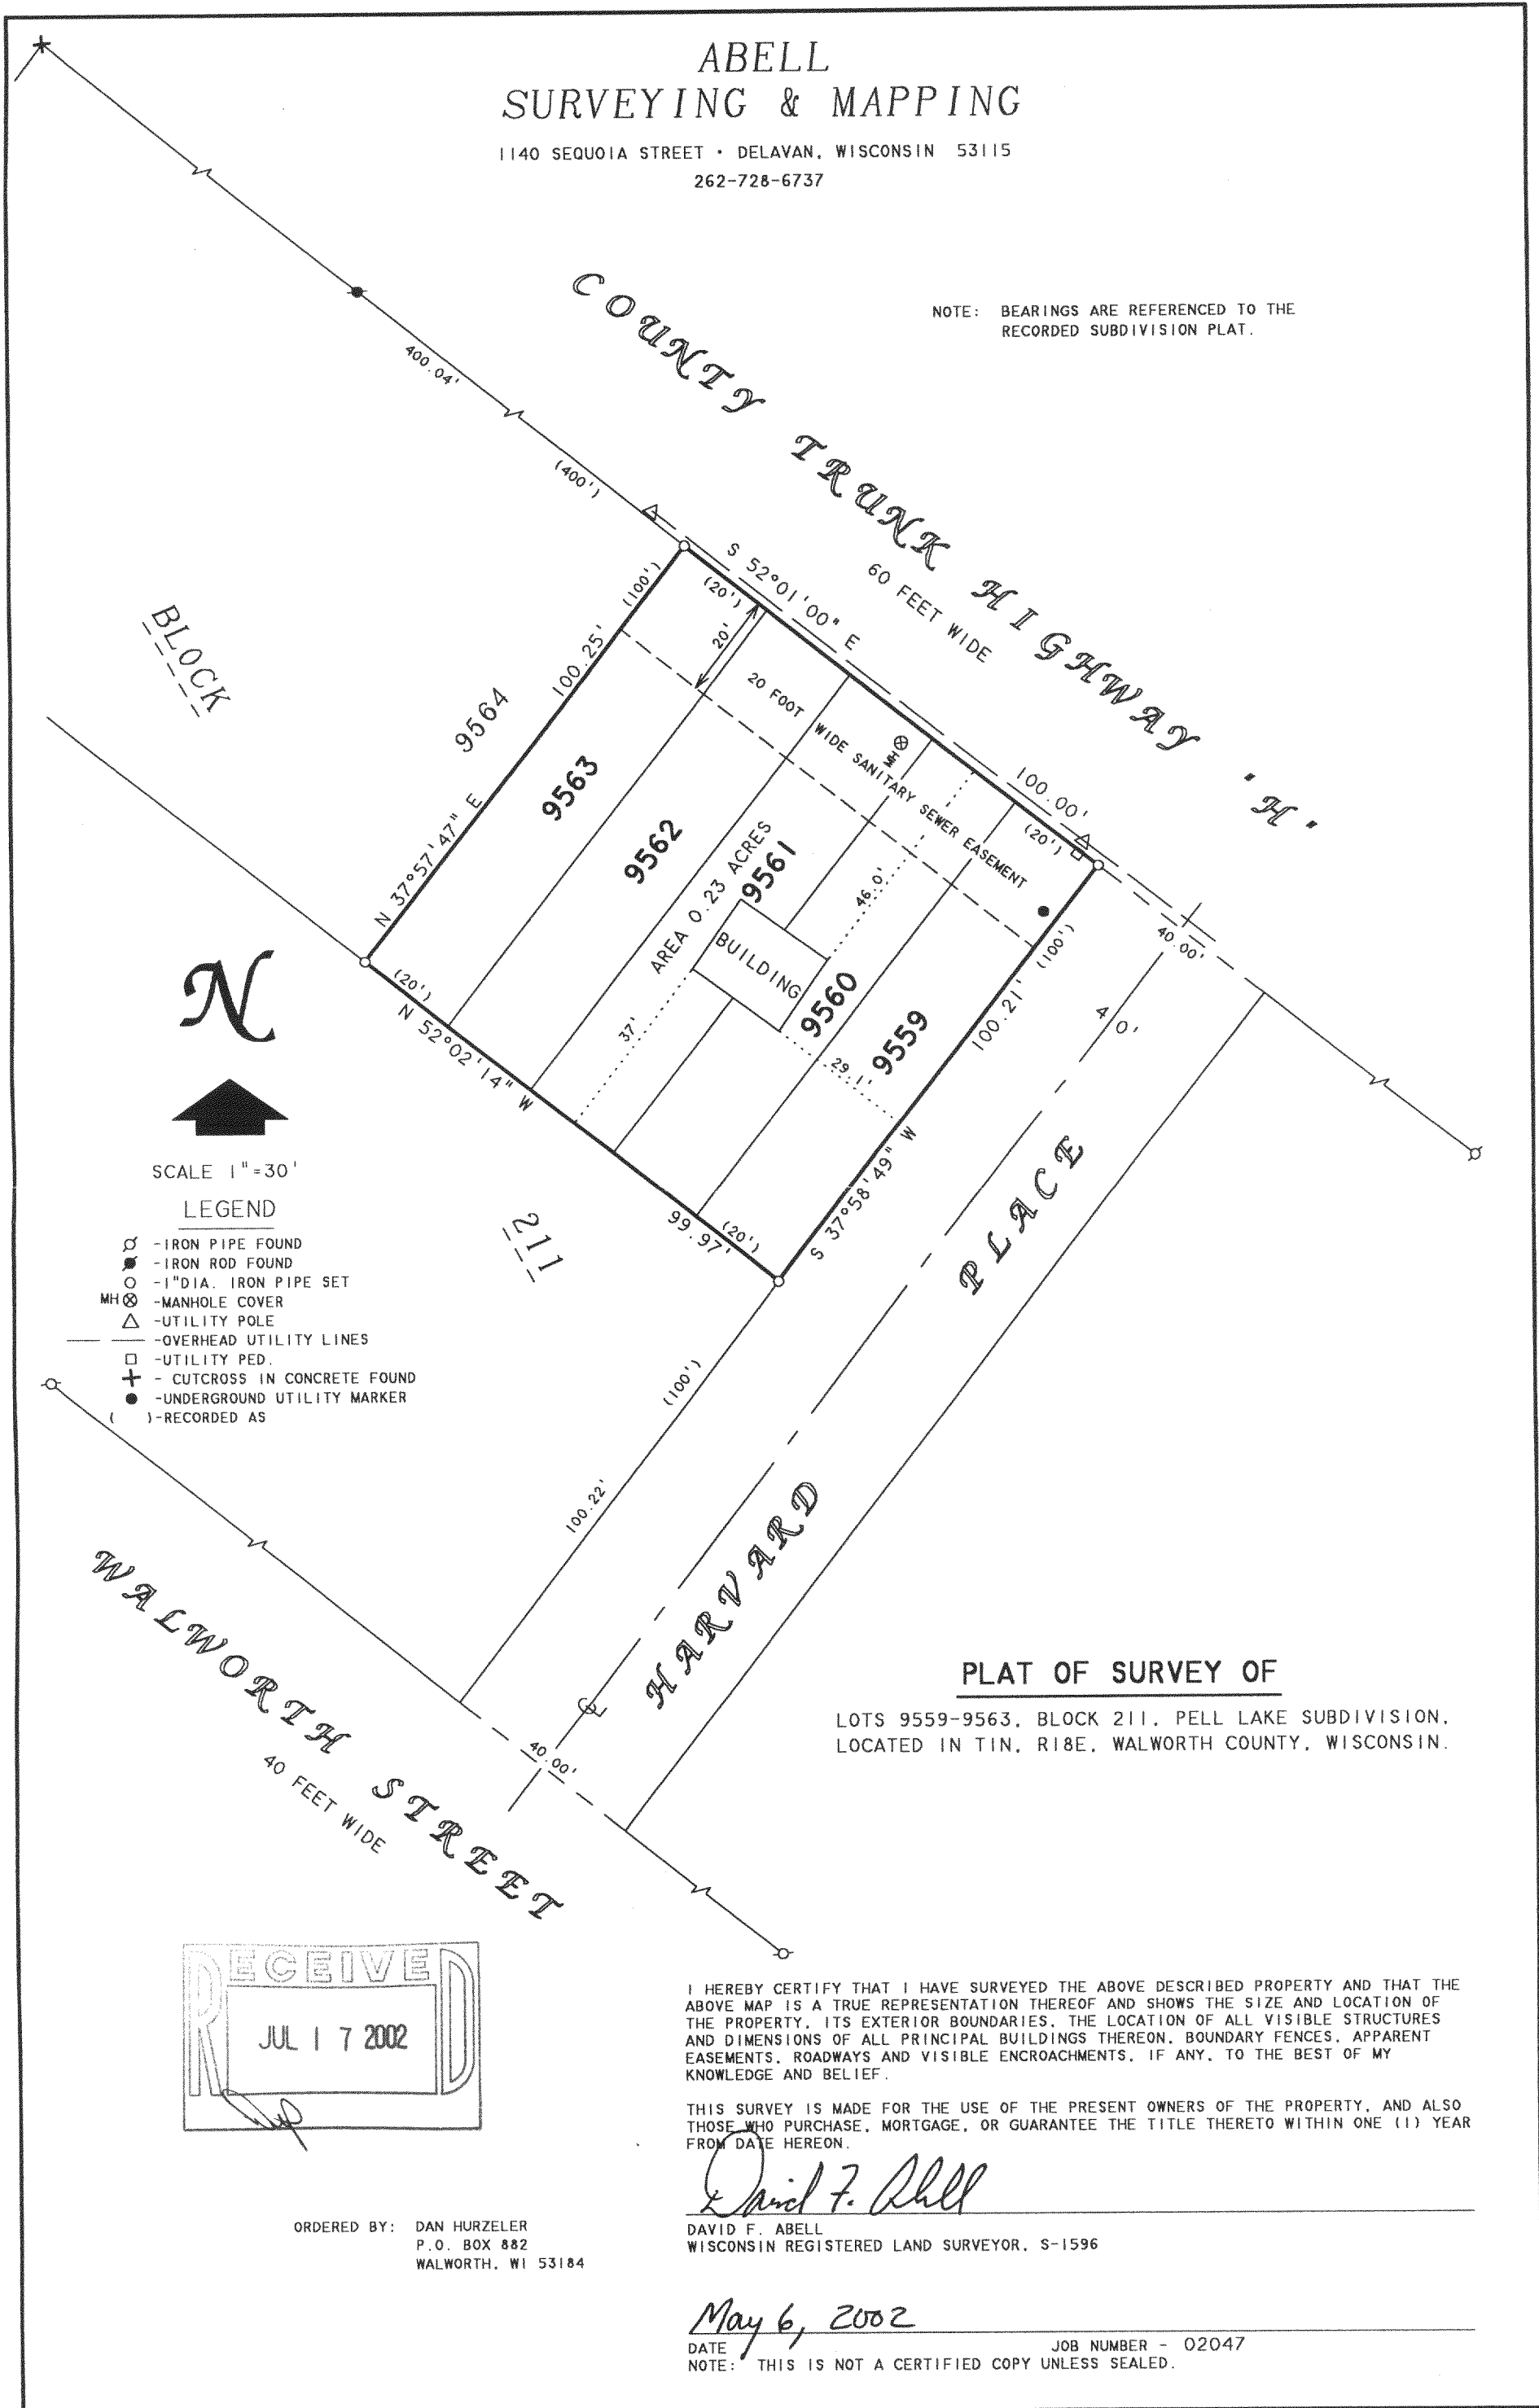 ABELL
SURVEYING & MAPPING
1140 SEQUOIA STREET • DELAVAN, WISCONSIN 53115
262-728-6737
NOTE: BEARINGS ARE REFERENCED TO THE
RECORDED SUBDIVISION PLAT.
COUNTY TRUNK HIGHWAY 'H'
60 FEET WIDE
400.04'
(400')
S 52°01'00" E
100.00'
(20')
(20')
20'
(100')
100.25'
N 37°57'47" E
BLOCK
9564
9563
9562
9561
9560
9559
20 FOOT WIDE SANITARY SEWER EASEMENT
MH
AREA 0.23 ACRES
BUILDING
46.0'
37'
29.1'
(20')
N 52°02'14" W
99.97'
(20')
(100')
100.21'
S 37°58'49" W
40.00'
40'
211
N
SCALE 1"=30'
LEGEND
-IRON PIPE FOUND
-IRON ROD FOUND
-1"DIA. IRON PIPE SET
MH -MANHOLE COVER
-UTILITY POLE
-OVERHEAD UTILITY LINES
-UTILITY PED.
- CUTCROSS IN CONCRETE FOUND
-UNDERGROUND UTILITY MARKER
( )-RECORDED AS
(100')
100.22'
HARVARD PLACE
40.00'
WALWORTH STREET
40 FEET WIDE
PLAT OF SURVEY OF
LOTS 9559-9563, BLOCK 211, PELL LAKE SUBDIVISION,
LOCATED IN T1N, R18E, WALWORTH COUNTY, WISCONSIN.
RECEIVED
JUL 17 2002
I HEREBY CERTIFY THAT I HAVE SURVEYED THE ABOVE DESCRIBED PROPERTY AND THAT THE
ABOVE MAP IS A TRUE REPRESENTATION THEREOF AND SHOWS THE SIZE AND LOCATION OF
THE PROPERTY, ITS EXTERIOR BOUNDARIES, THE LOCATION OF ALL VISIBLE STRUCTURES
AND DIMENSIONS OF ALL PRINCIPAL BUILDINGS THEREON, BOUNDARY FENCES, APPARENT
EASEMENTS, ROADWAYS AND VISIBLE ENCROACHMENTS, IF ANY, TO THE BEST OF MY
KNOWLEDGE AND BELIEF.
THIS SURVEY IS MADE FOR THE USE OF THE PRESENT OWNERS OF THE PROPERTY, AND ALSO
THOSE WHO PURCHASE, MORTGAGE, OR GUARANTEE THE TITLE THERETO WITHIN ONE (1) YEAR
FROM DATE HEREON.
David F. Abell
DAVID F. ABELL
WISCONSIN REGISTERED LAND SURVEYOR, S-1596
ORDERED BY: DAN HURZELER
P.O. BOX 882
WALWORTH, WI 53184
May 6, 2002
DATE JOB NUMBER - 02047
NOTE: THIS IS NOT A CERTIFIED COPY UNLESS SEALED.